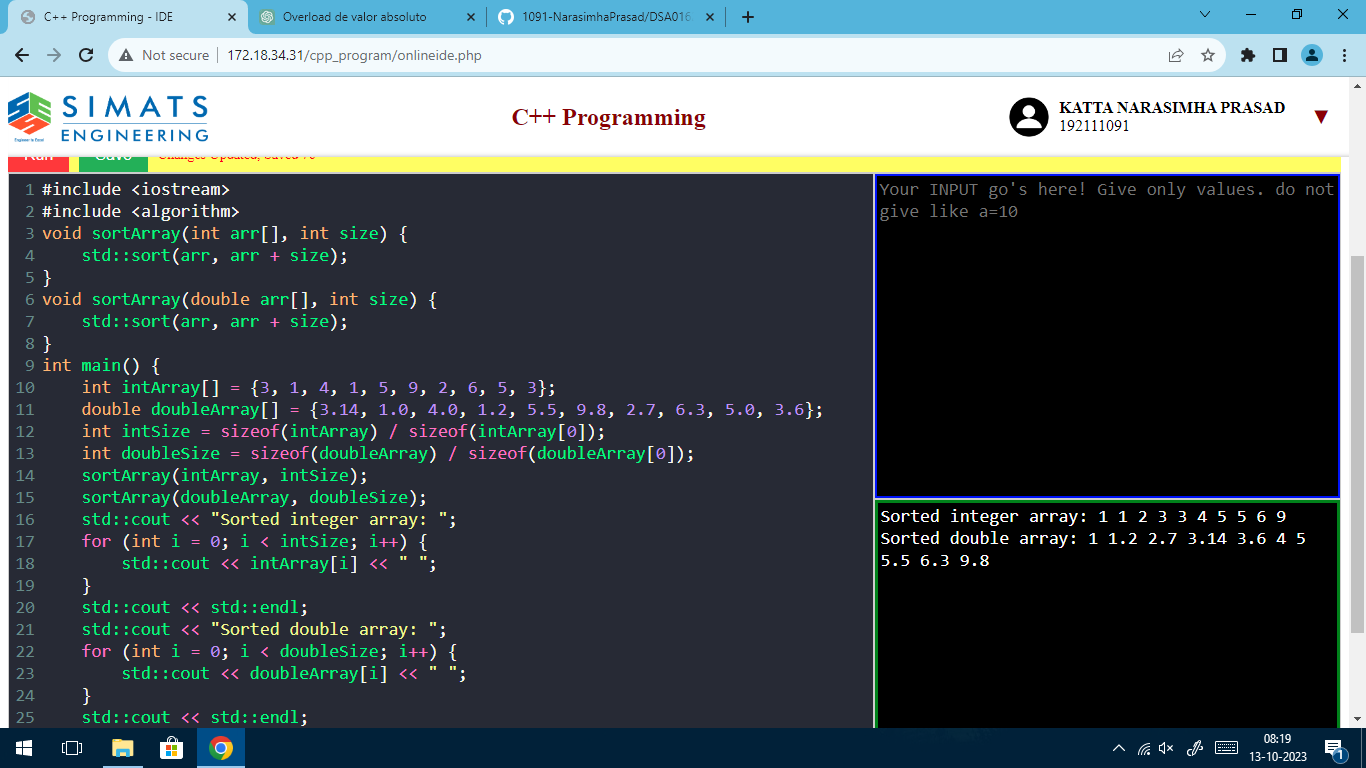 C++ Programming - IDE
Overload de valor absoluto
1091-NarasimhaPrasad/DSA016
Not secure
172.18.34.31/cpp_program/onlineide.php
SIMATS
ENGINEERING
Engineer to Excel
C++ Programming
KATTA NARASIMHA PRASAD
192111091
Run Save Changes Updated, Saved
1 #include <iostream>
2 #include <algorithm>
3 void sortArray(int arr[], int size) {
4     std::sort(arr, arr + size);
5 }
6 void sortArray(double arr[], int size) {
7     std::sort(arr, arr + size);
8 }
9 int main() {
10     int intArray[] = {3, 1, 4, 1, 5, 9, 2, 6, 5, 3};
11     double doubleArray[] = {3.14, 1.0, 4.0, 1.2, 5.5, 9.8, 2.7, 6.3, 5.0, 3.6};
12     int intSize = sizeof(intArray) / sizeof(intArray[0]);
13     int doubleSize = sizeof(doubleArray) / sizeof(doubleArray[0]);
14     sortArray(intArray, intSize);
15     sortArray(doubleArray, doubleSize);
16     std::cout << "Sorted integer array: ";
17     for (int i = 0; i < intSize; i++) {
18         std::cout << intArray[i] << " ";
19     }
20     std::cout << std::endl;
21     std::cout << "Sorted double array: ";
22     for (int i = 0; i < doubleSize; i++) {
23         std::cout << doubleArray[i] << " ";
24     }
25     std::cout << std::endl;
Your INPUT go's here! Give only values. do not
give like a=10
Sorted integer array: 1 1 2 3 3 4 5 5 6 9
Sorted double array: 1 1.2 2.7 3.14 3.6 4 5
5.5 6.3 9.8
08:19
13-10-2023
1